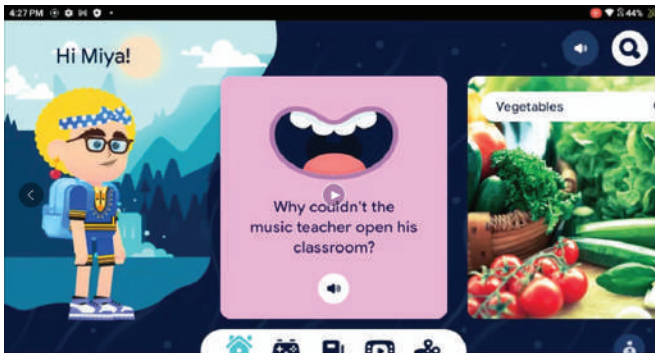 4:27 PM
44%
Hi Miya!
Vegetables
Why couldn't the
music teacher open his
classroom?